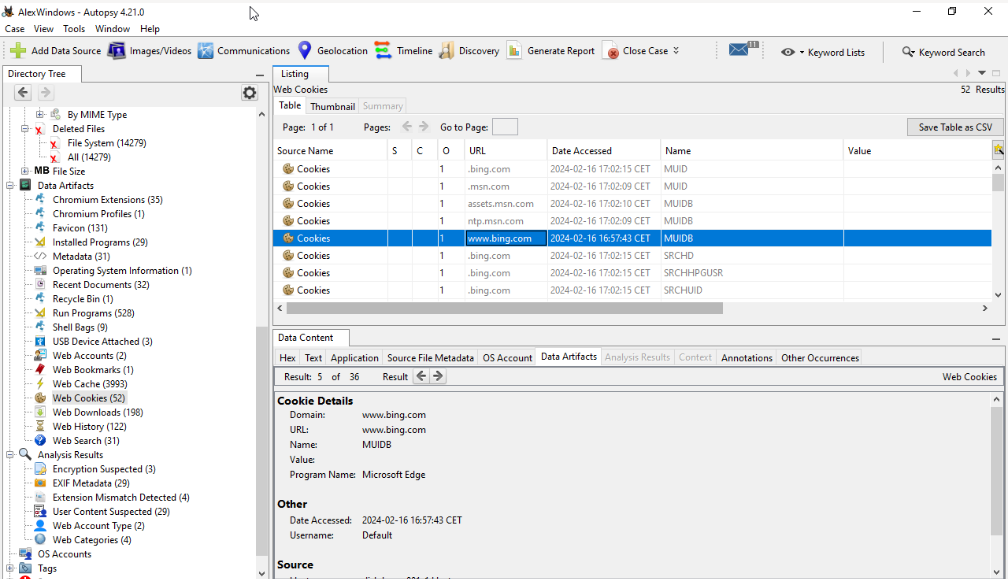 AlexWindows - Autopsy 4.21.0
Case View Tools Window Help
Add Data Source Images/Videos Communications Geolocation Timeline Discovery Generate Report Close Case Keyword Lists Keyword Search
Directory Tree
By MIME Type
Deleted Files
File System (14279)
All (14279)
MB File Size
Data Artifacts
Chromium Extensions (35)
Chromium Profiles (1)
Favicon (131)
Installed Programs (29)
Metadata (31)
Operating System Information (1)
Recent Documents (32)
Recycle Bin (1)
Run Programs (528)
Shell Bags (9)
USB Device Attached (3)
Web Accounts (2)
Web Bookmarks (1)
Web Cache (3993)
Web Cookies (52)
Web Downloads (198)
Web History (122)
Web Search (31)
Analysis Results
Encryption Suspected (3)
EXIF Metadata (29)
Extension Mismatch Detected (4)
User Content Suspected (29)
Web Account Type (2)
Web Categories (4)
OS Accounts
Tags
Listing
Web Cookies 52 Results
Table Thumbnail Summary
Page: 1 of 1 Pages: Go to Page: Save Table as CSV
Source Name S C O URL Date Accessed Name Value
Cookies 1 .bing.com 2024-02-16 17:02:15 CET MUID
Cookies 1 .msn.com 2024-02-16 17:02:09 CET MUID
Cookies 1 assets.msn.com 2024-02-16 17:02:10 CET MUIDB
Cookies 1 ntp.msn.com 2024-02-16 17:02:09 CET MUIDB
Cookies 1 www.bing.com 2024-02-16 16:57:43 CET MUIDB
Cookies 1 .bing.com 2024-02-16 17:02:15 CET SRCHD
Cookies 1 .bing.com 2024-02-16 17:02:15 CET SRCHHPGUSR
Cookies 1 .bing.com 2024-02-16 17:02:15 CET SRCHUID
Data Content
Hex Text Application Source File Metadata OS Account Data Artifacts Analysis Results Context Annotations Other Occurrences
Result: 5 of 36 Result Web Cookies
Cookie Details
Domain: www.bing.com
URL: www.bing.com
Name: MUIDB
Value:
Program Name: Microsoft Edge
Other
Date Accessed: 2024-02-16 16:57:43 CET
Username: Default
Source